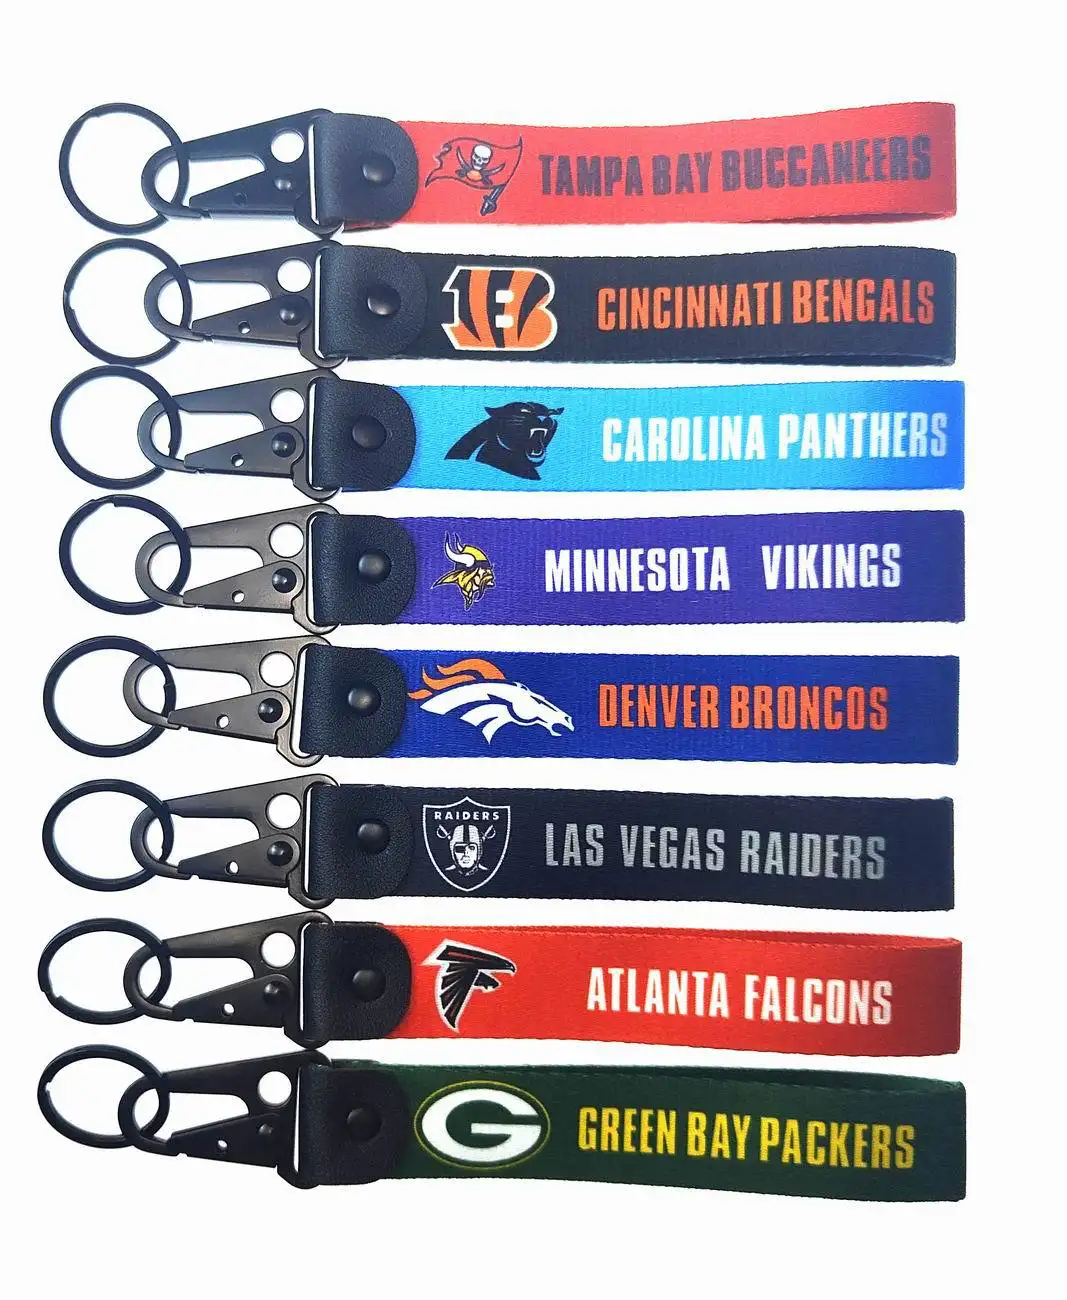 TAMPA BAY BUCCANEERS
B CINCINNATI BENGALS
CAROLINA PANTHERS
MINNESOTA VIKINGS
DENVER BRONCOS
RAIDERS
LAS VEGAS RAIDERS
ATLANTA FALCONS
G GREEN BAY PACKERS